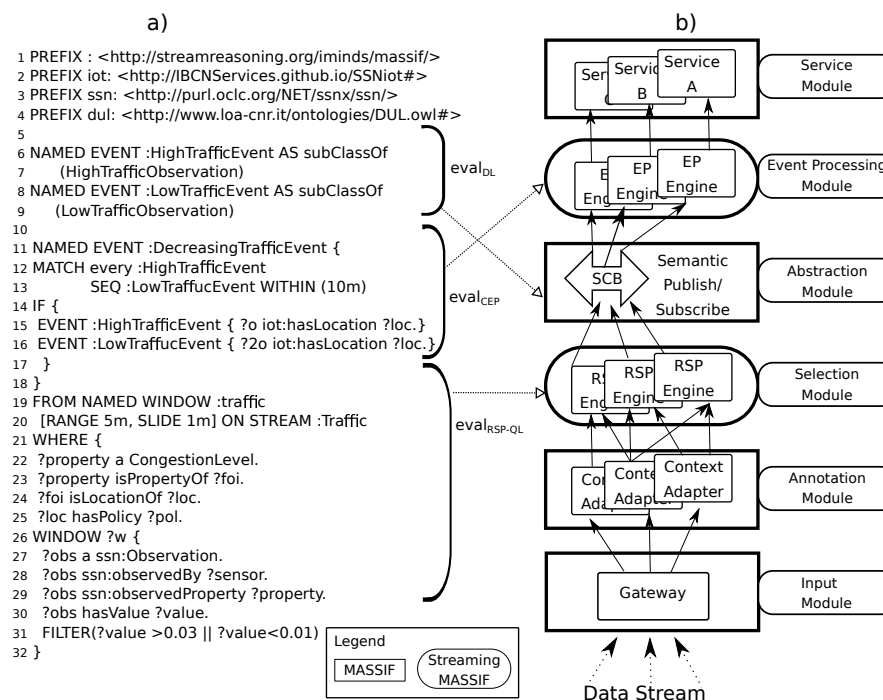 a)
1 PREFIX : <http://streamreasoning.org/iminds/massif/>
2 PREFIX iot: <http://IBCNServices.github.io/SSNiot#>
3 PREFIX ssn: <http://purl.oclc.org/NET/ssnx/ssn/>
4 PREFIX dul: <http://www.loa-cnr.it/ontologies/DUL.owl#>
5
6 NAMED EVENT :HighTrafficEvent AS subClassOf
7 (HighTrafficObservation)
8 NAMED EVENT :LowTrafficEvent AS subClassOf
9 (LowTrafficObservation)
10
11 NAMED EVENT :DecreasingTrafficEvent {
12 MATCH every :HighTrafficEvent
13 SEQ :LowTraffucEvent WITHIN (10m)
14 IF {
15 EVENT :HighTrafficEvent { ?o iot:hasLocation ?loc.}
16 EVENT :LowTraffucEvent { ?2o iot:hasLocation ?loc.}
17 }
18 }
19 FROM NAMED WINDOW :traffic
20 [RANGE 5m, SLIDE 1m] ON STREAM :Traffic
21 WHERE {
22 ?property a CongestionLevel.
23 ?property isPropertyOf ?foi.
24 ?foi isLocationOf ?loc.
25 ?loc hasPolicy ?pol.
26 WINDOW ?w {
27 ?obs a ssn:Observation.
28 ?obs ssn:observedBy ?sensor.
29 ?obs ssn:observedProperty ?property.
30 ?obs hasValue ?value.
31 FILTER(?value >0.03 || ?value<0.01)
32 }
evalDL
evalCEP
evalRSP-QL
Legend
MASSIF
Streaming
MASSIF
b)
Service
A
Service
B
Serv
Service
Module
EP
Engine
EP
Engine
E
Eng
Event Processing
Module
SCB
Semantic
Publish/
Subscribe
Abstraction
Module
RSP
Engine
RSP
Engine
RS
Eng
Selection
Module
Context
Adapter
Conte
Adapter
Con
Ada
Annotation
Module
Gateway
Input
Module
Data Stream